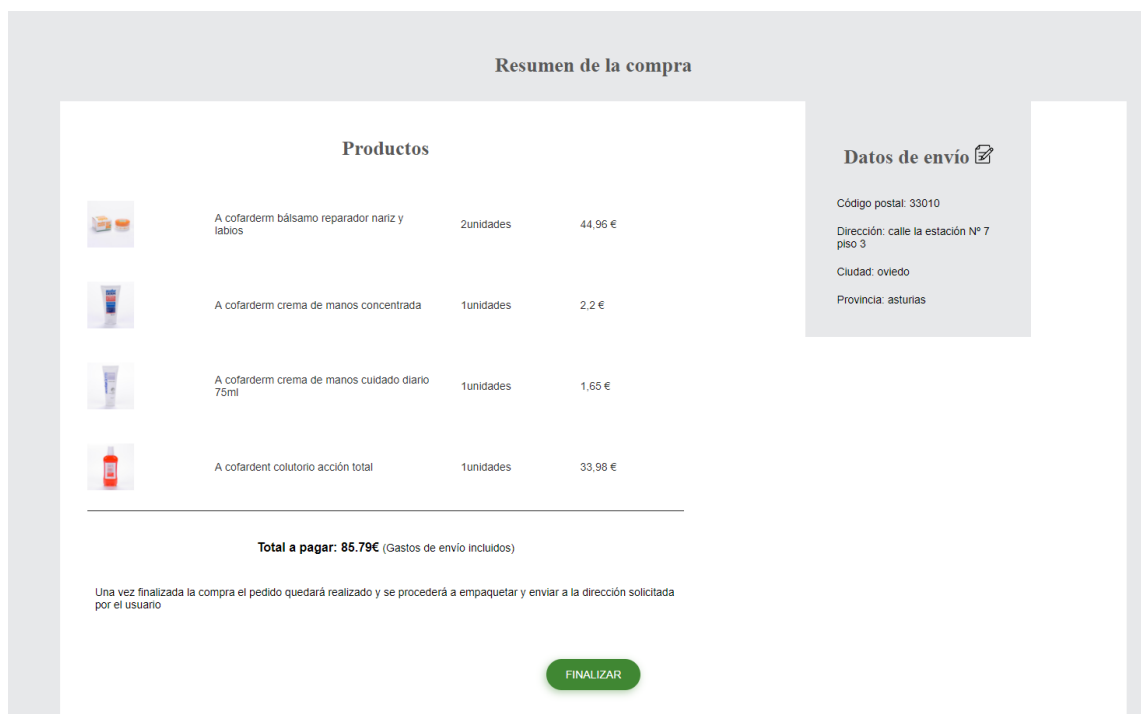 Resumen de la compra
Productos
A cofarderm bálsamo reparador nariz y
labios
2unidades
44,96 €
A cofarderm crema de manos concentrada
1unidades
2,2 €
A cofarderm crema de manos cuidado diario
75ml
1unidades
1,65 €
A cofardent colutorio acción total
1unidades
33,98 €
Total a pagar: 85.79€ (Gastos de envío incluidos)
Una vez finalizada la compra el pedido quedará realizado y se procederá a empaquetar y enviar a la dirección solicitada
por el usuario
FINALIZAR
Datos de envío
Código postal: 33010
Dirección: calle la estación Nº 7
piso 3
Ciudad: oviedo
Provincia: asturias